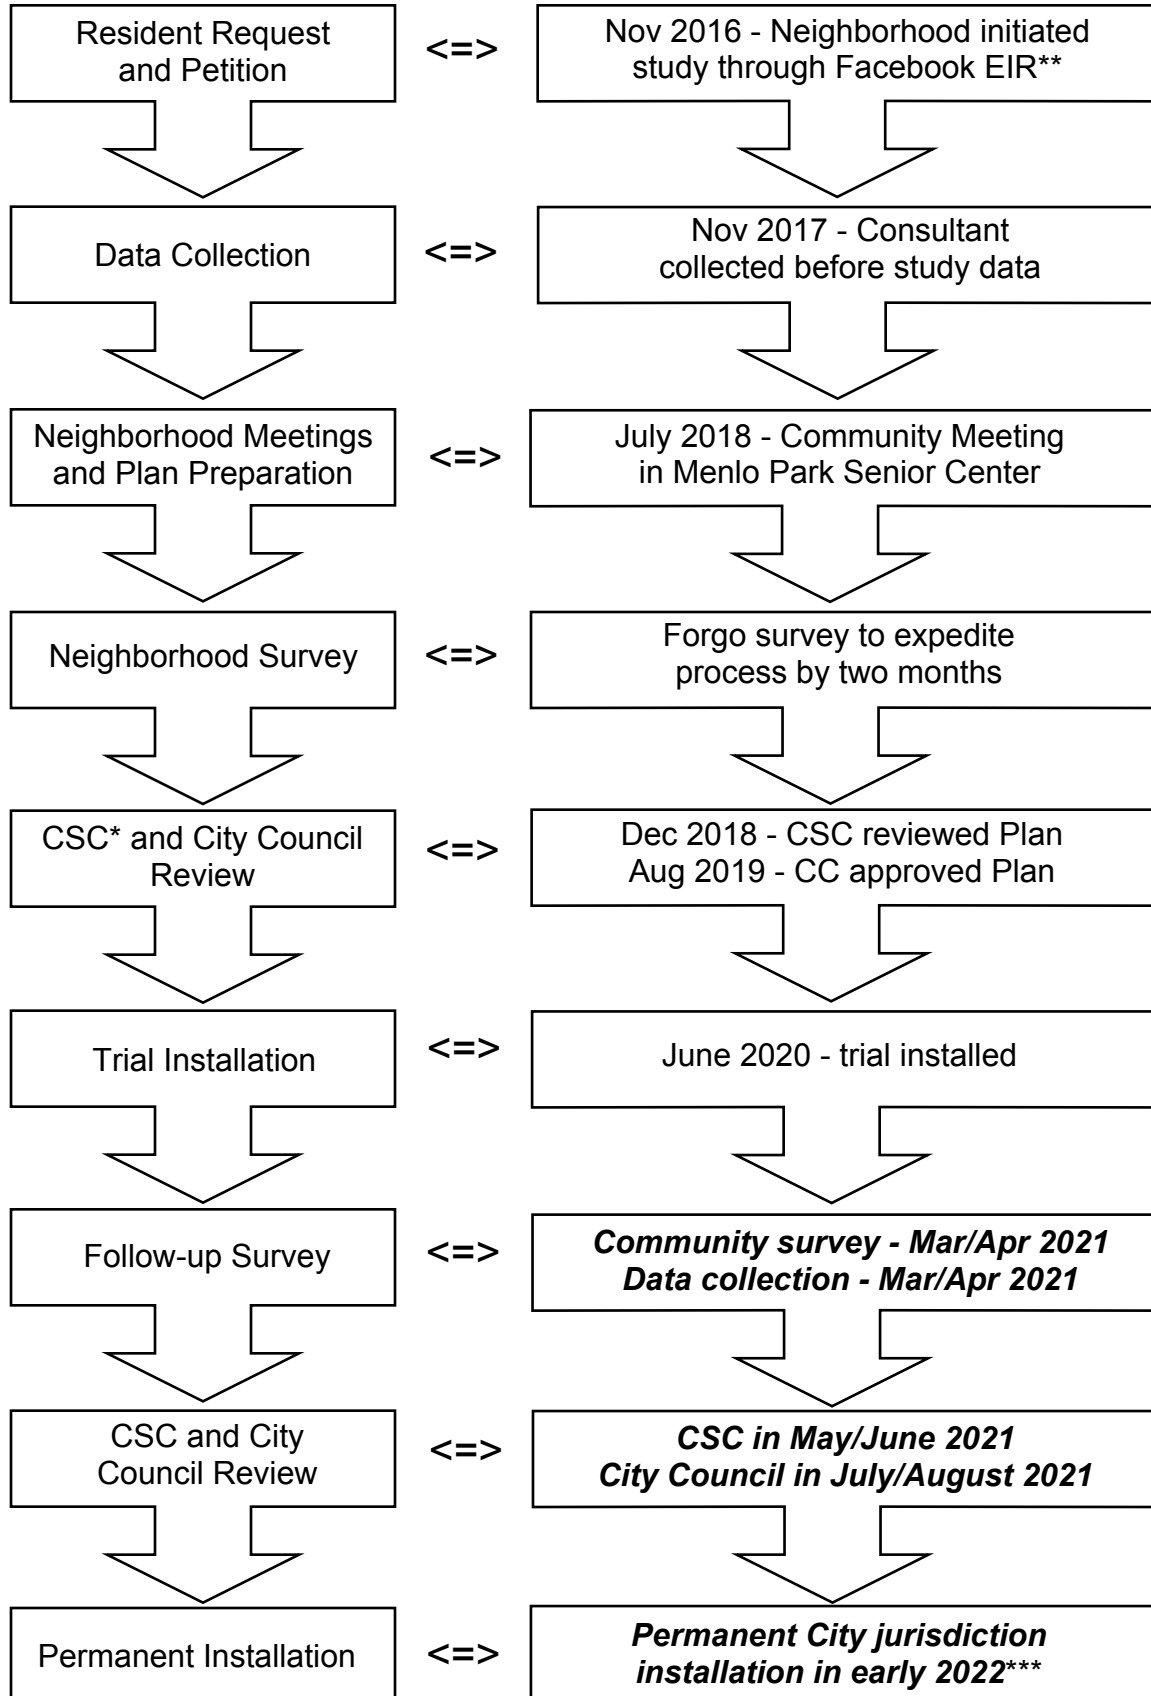 Resident Request
and Petition
<=>
Nov 2016 - Neighborhood initiated
study through Facebook EIR**
Data Collection
<=>
Nov 2017 - Consultant
collected before study data
Neighborhood Meetings
and Plan Preparation
<=>
July 2018 - Community Meeting
in Menlo Park Senior Center
Neighborhood Survey
<=>
Forgo survey to expedite
process by two months
CSC* and City Council
Review
<=>
Dec 2018 - CSC reviewed Plan
Aug 2019 - CC approved Plan
Trial Installation
<=>
June 2020 - trial installed
Follow-up Survey
<=>
Community survey - Mar/Apr 2021
Data collection - Mar/Apr 2021
CSC and City
Council Review
<=>
CSC in May/June 2021
City Council in July/August 2021
Permanent Installation
<=>
Permanent City jurisdiction
installation in early 2022***